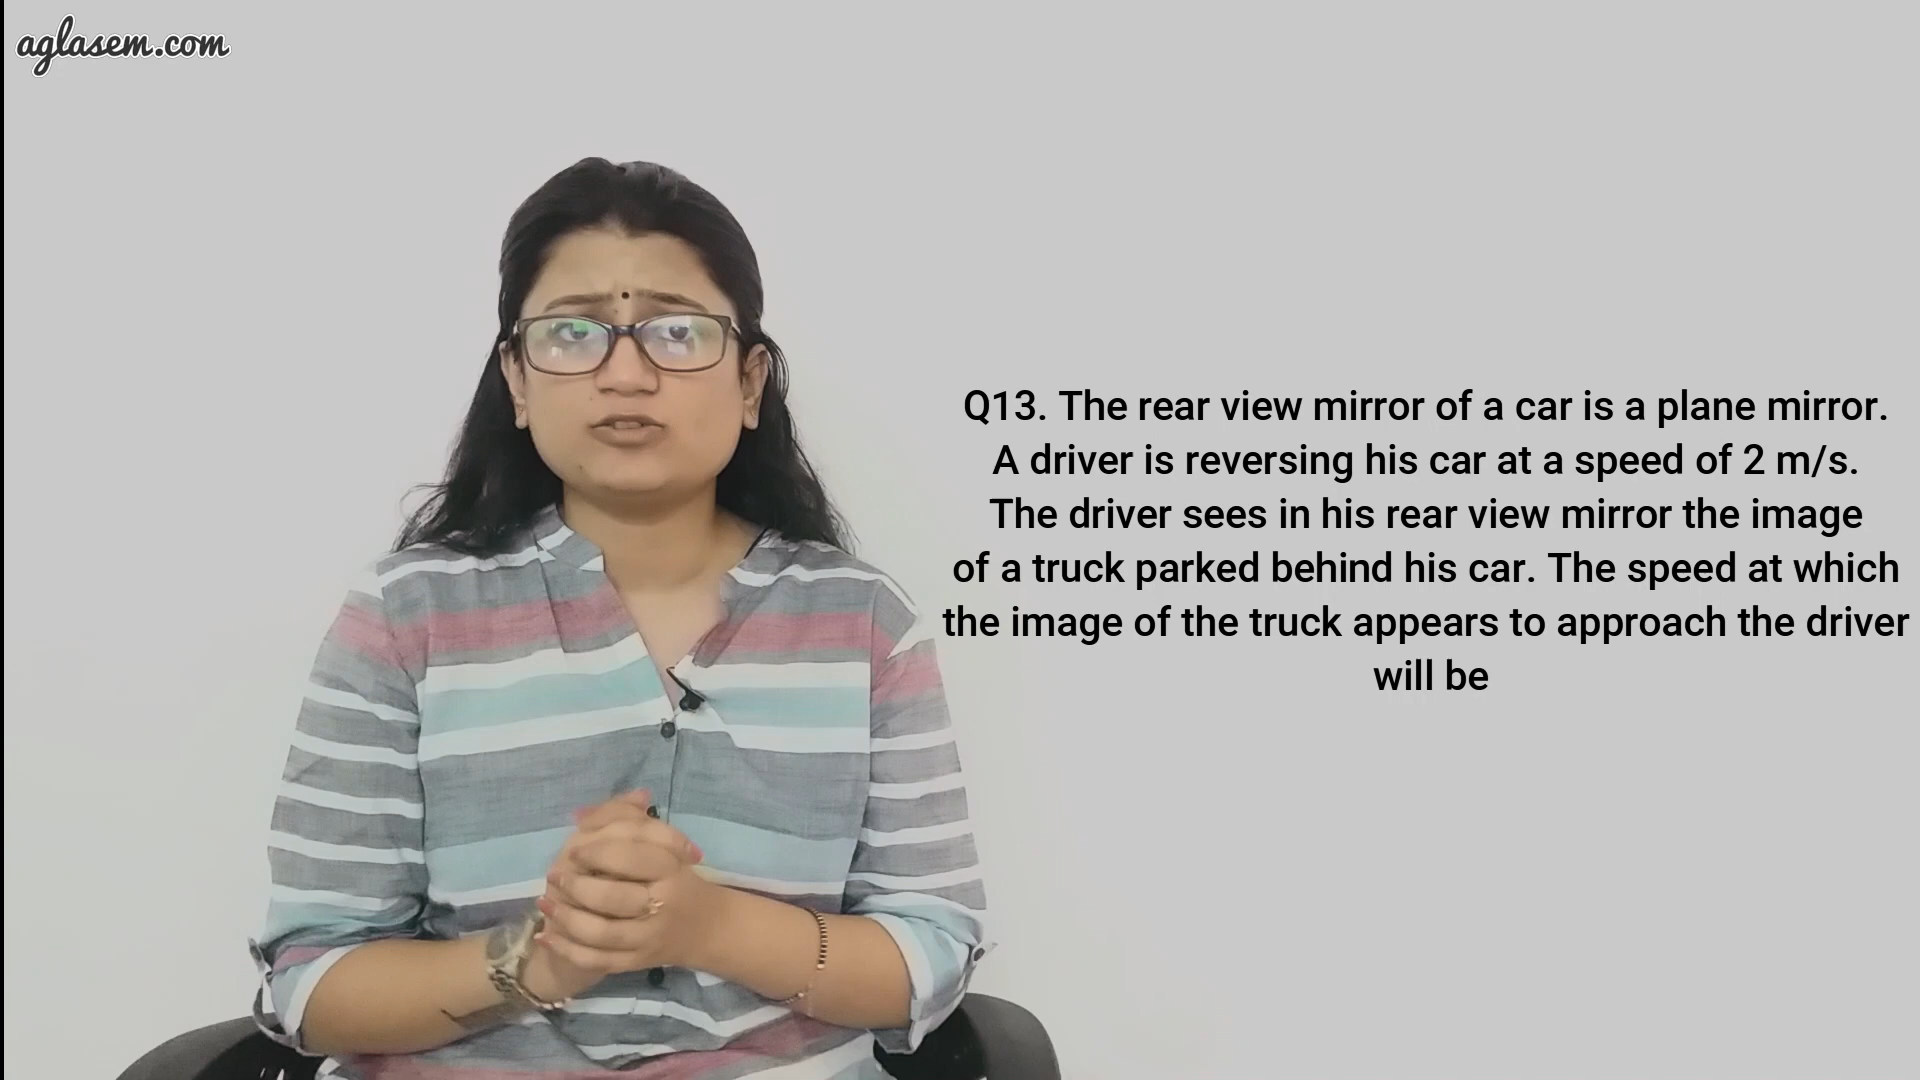 aglasem.com
Q13. The rear view mirror of a car is a plane mirror.
A driver is reversing his car at a speed of 2 m/s.
The driver sees in his rear view mirror the image
of a truck parked behind his car. The speed at which
the image of the truck appears to approach the driver
will be